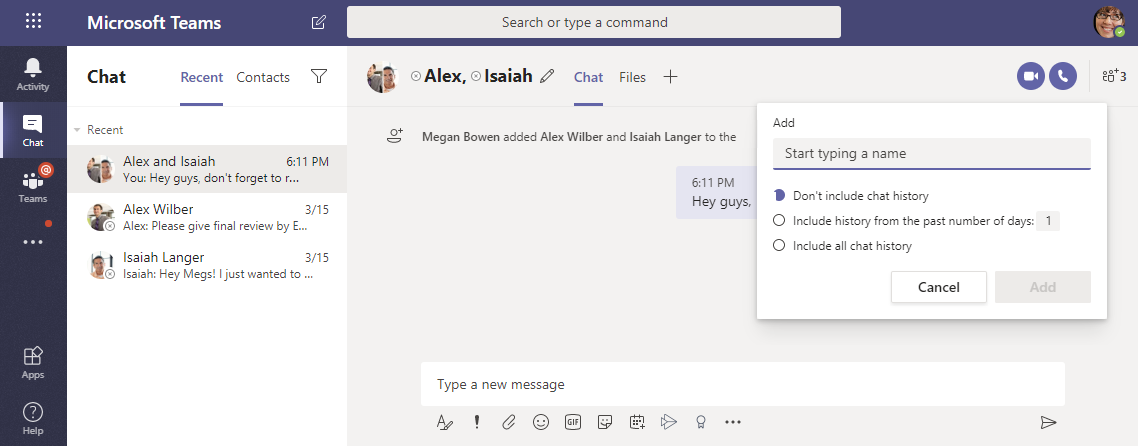 Microsoft Teams
Search or type a command
Activity
Chat
Teams
Apps
Help
Chat
Recent
Contacts
Recent
Alex and Isaiah
6:11 PM
You: Hey guys, don't forget to r...
Alex Wilber
3/15
Alex: Please give final review by E...
Isaiah Langer
3/15
Isaiah: Hey Megs! I just wanted to ...
Alex, Isaiah
Chat
Files
3
Megan Bowen added Alex Wilber and Isaiah Langer to the
6:11 PM
Hey guys,
Add
Start typing a name
Don't include chat history
Include history from the past number of days: 1
Include all chat history
Cancel
Add
Type a new message
GIF